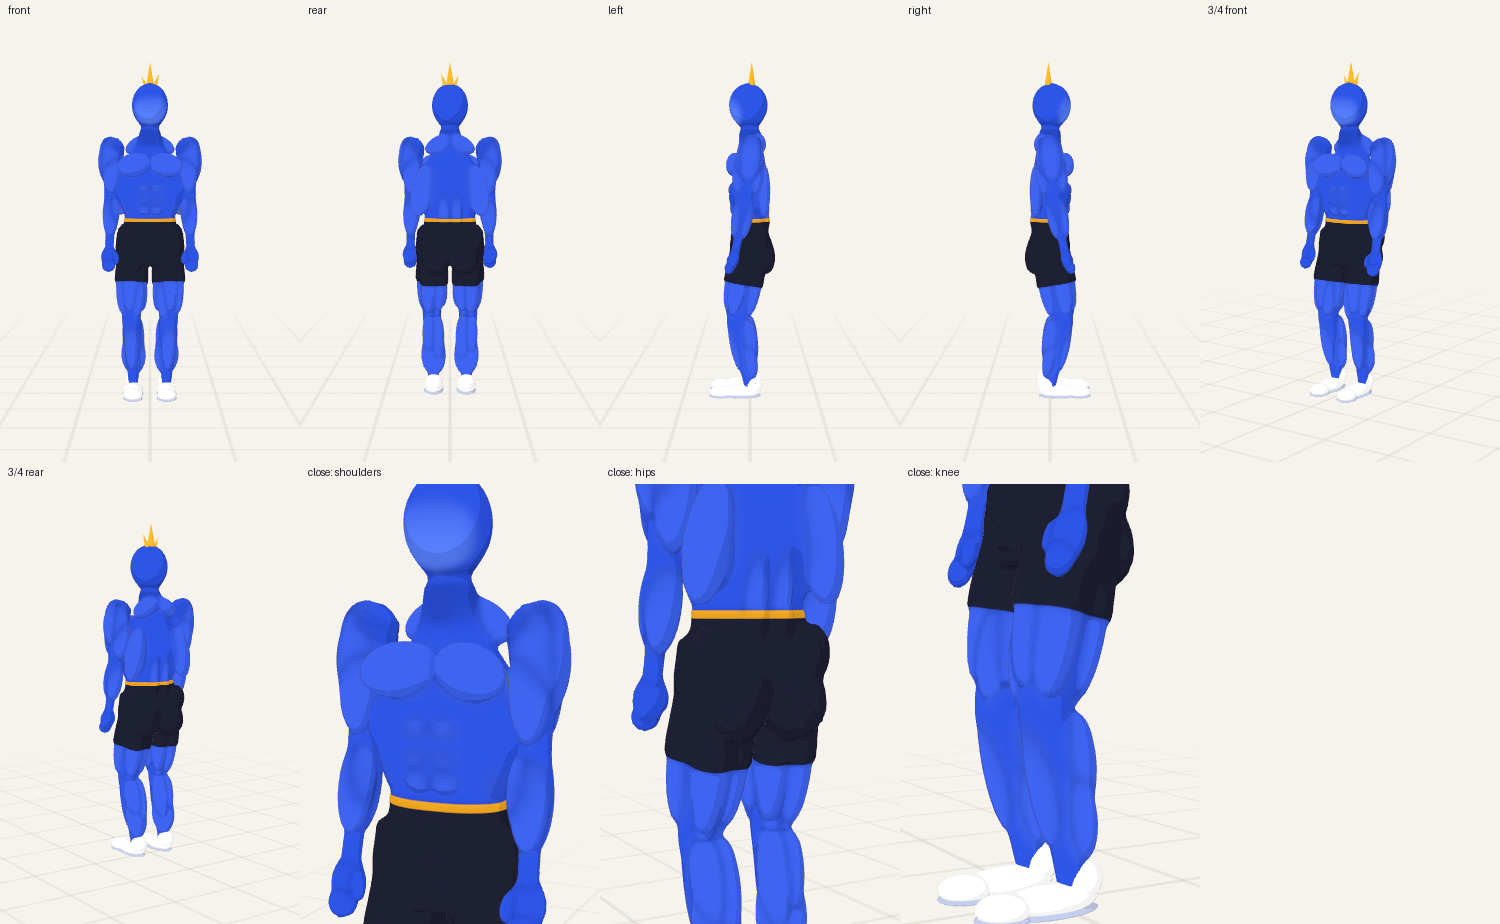 front
rear
left
right
3/4 front
3/4 rear
close: shoulders
close: hips
close: knee